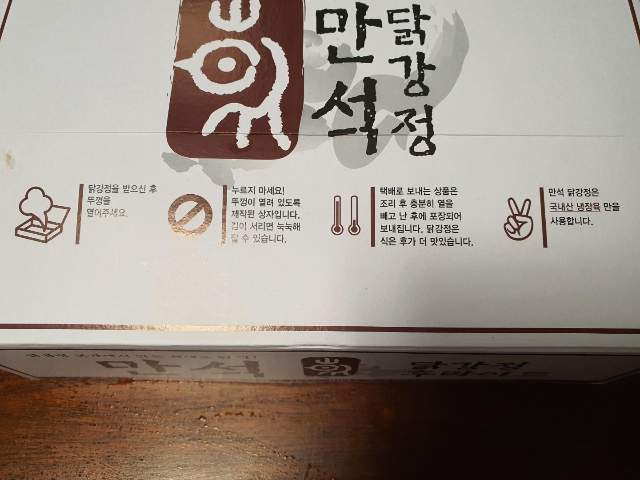 만석
닭강정
닭강정을 받으신 후
뚜껑을
열어주세요.
누르지 마세요!
뚜껑이 열려 있도록
제작된 상자입니다.
김이 서리면 눅눅해
질 수 있습니다.
택배로 보내는 상품은
조리 후 충분히 열을
빼고 난 후에 포장되어
보내집니다. 닭강정은
식은 후가 더 맛있습니다.
만석 닭강정은
국내산 냉장육 만을
사용합니다.
만석
닭강정